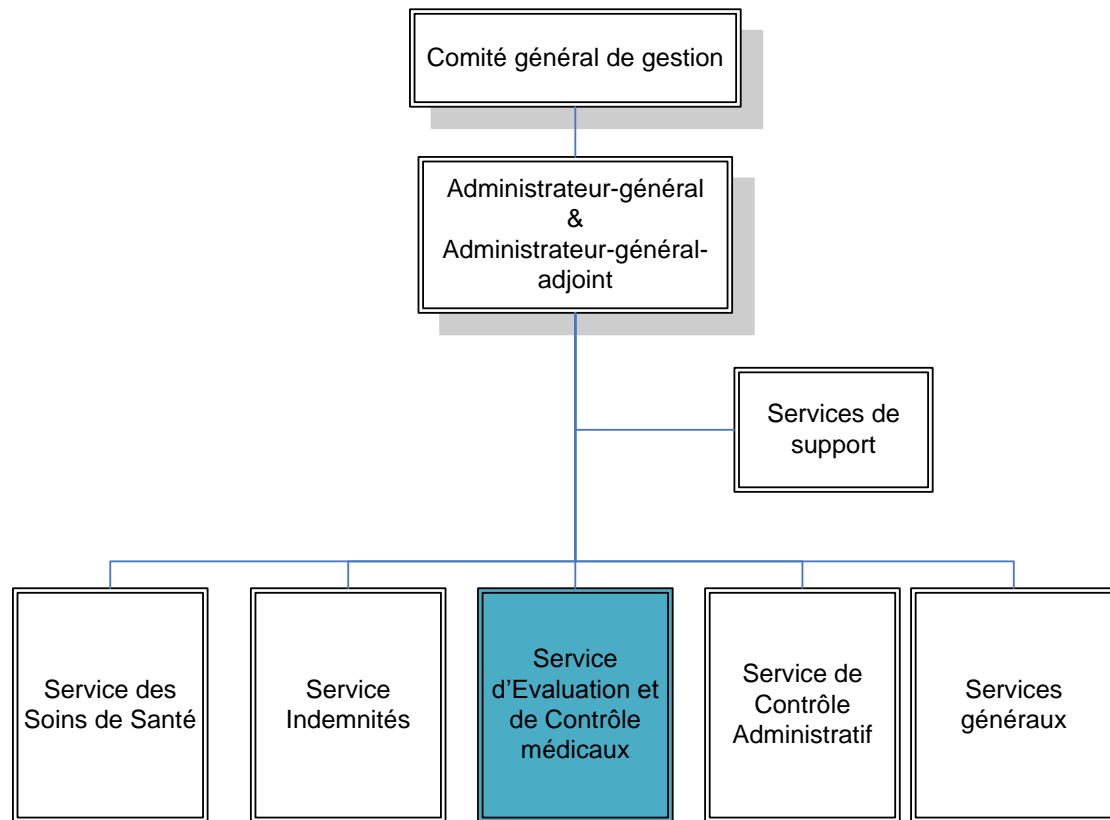 Comité général de gestion
Administrateur-général
&
Administrateur-général-
adjoint
Services de
support
Service des
Soins de Santé
Service
Indemnités
Service
d'Evaluation et
de Contrôle
médicaux
Service de
Contrôle
Administratif
Services
généraux